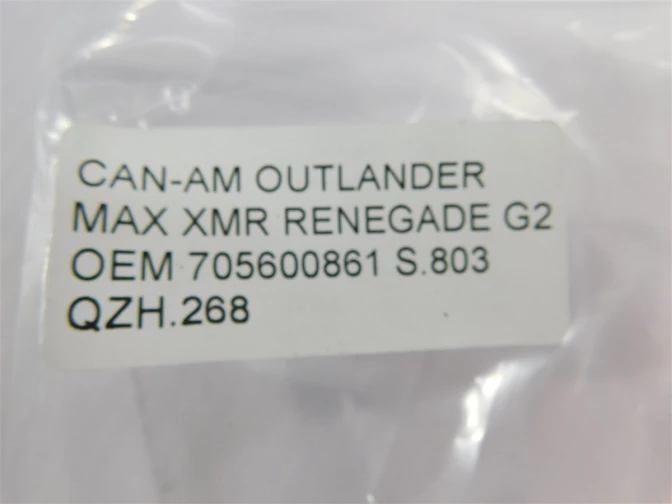 CAN-AM OUTLANDER
MAX XMR RENEGADE G2
OEM 705600861 S.803
QZH.268